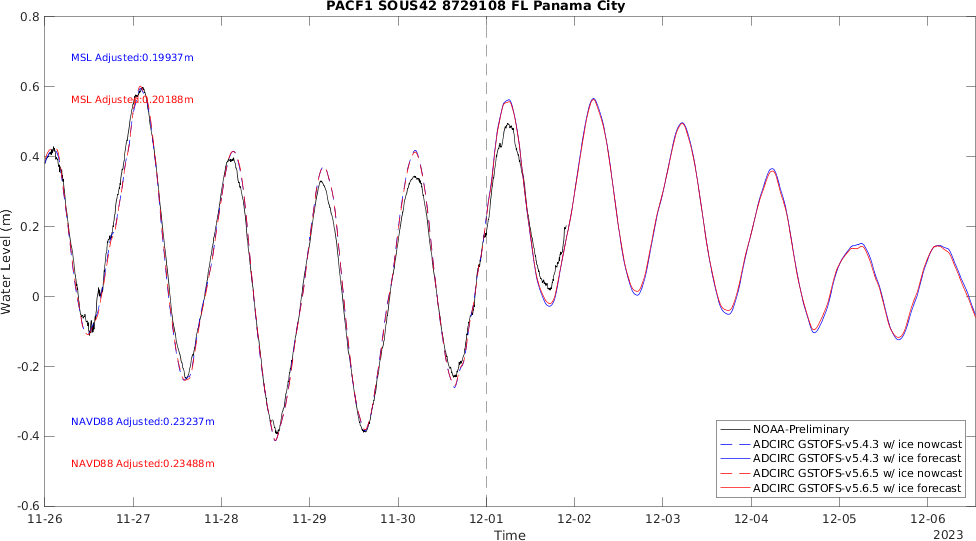 PACF1 SOUS42 8729108 FL Panama City
0.8
0.6
0.4
0.2
0
-0.2
-0.4
-0.6
Water Level (m)
MSL Adjusted:0.19937m
MSL Adjusted:0.20188m
NAVD88 Adjusted:0.23237m
NAVD88 Adjusted:0.23488m
NOAA-Preliminary
ADCIRC GSTOFS-v5.4.3 w/ ice nowcast
ADCIRC GSTOFS-v5.4.3 w/ ice forecast
ADCIRC GSTOFS-v5.6.5 w/ ice nowcast
ADCIRC GSTOFS-v5.6.5 w/ ice forecast
11-26 11-27 11-28 11-29 11-30 12-01 12-02 12-03 12-04 12-05 12-06
Time
2023